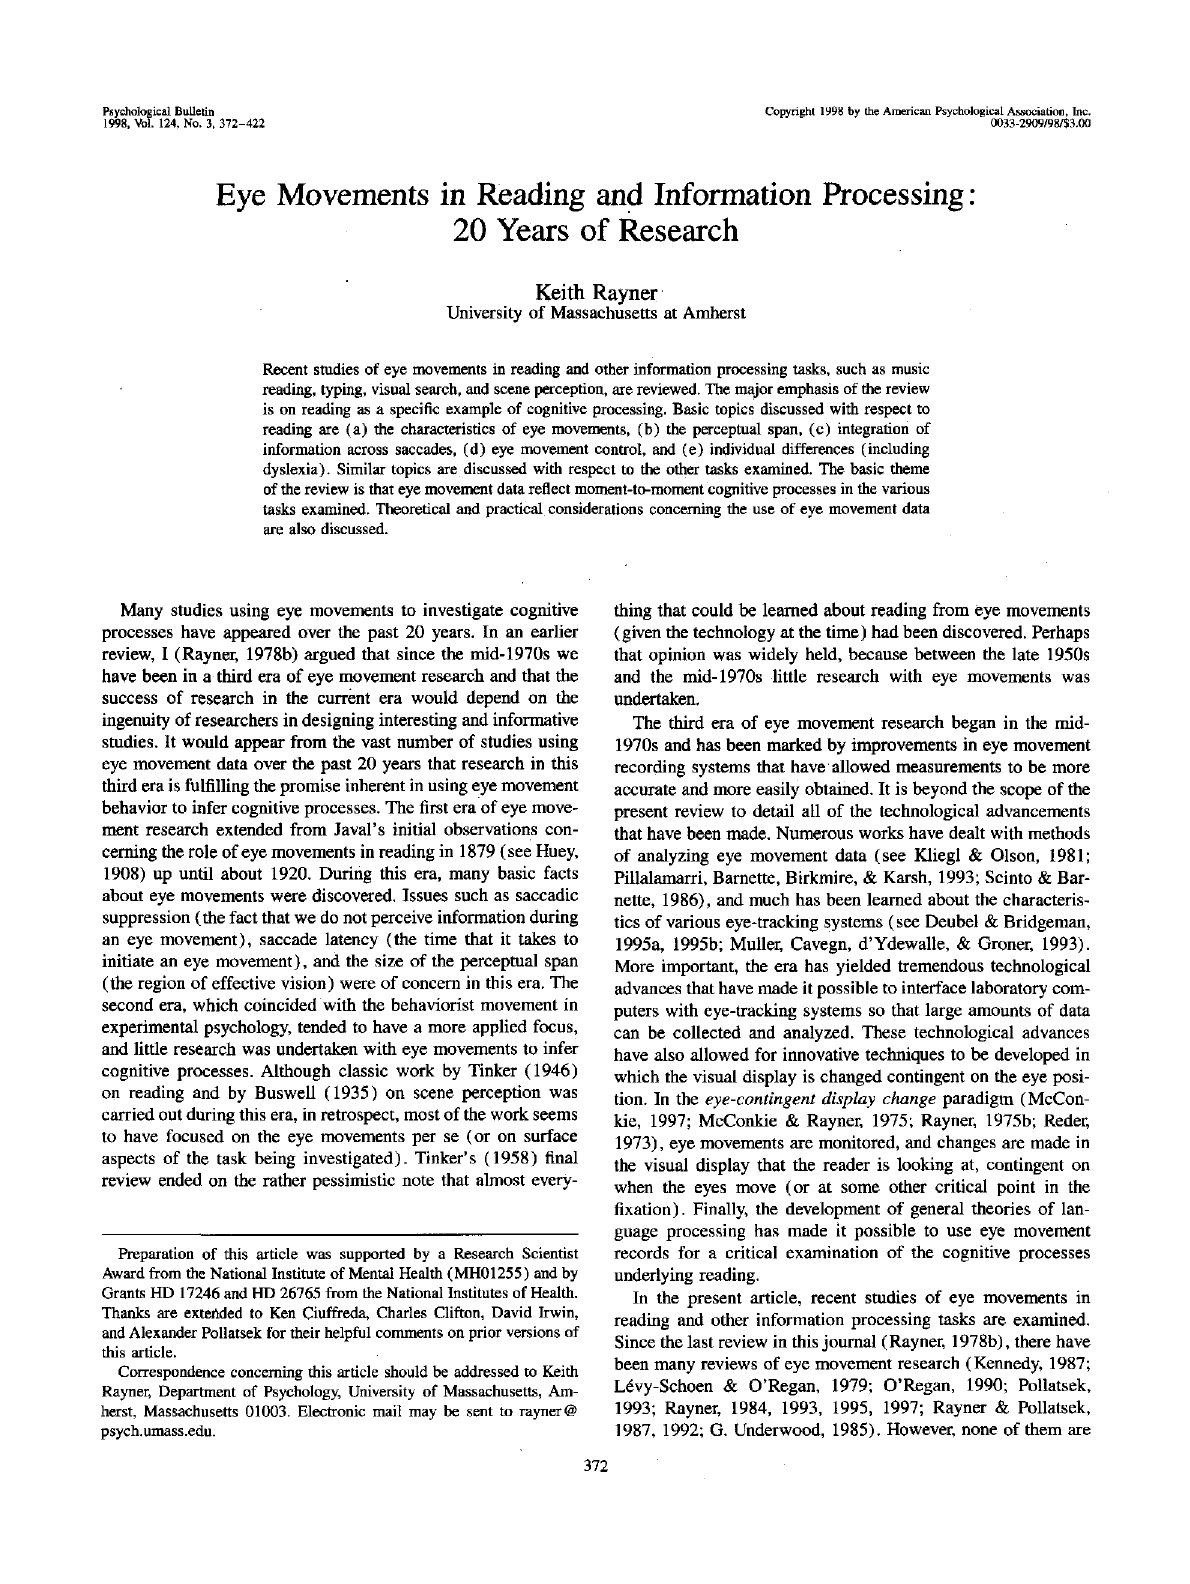 Psychological Bulletin
1998, Vol. 124, No. 3, 372–422
Copyright 1998 by the American Psychological Association, Inc.
0033-2909/98/$3.00
Eye Movements in Reading and Information Processing:
20 Years of Research
Keith Rayner
University of Massachusetts at Amherst
Recent studies of eye movements in reading and other information processing tasks, such as music
reading, typing, visual search, and scene perception, are reviewed. The major emphasis of the review
is on reading as a specific example of cognitive processing. Basic topics discussed with respect to
reading are (a) the characteristics of eye movements, (b) the perceptual span, (c) integration of
information across saccades, (d) eye movement control, and (e) individual differences (including
dyslexia). Similar topics are discussed with respect to the other tasks examined. The basic theme
of the review is that eye movement data reflect moment-to-moment cognitive processes in the various
tasks examined. Theoretical and practical considerations concerning the use of eye movement data
are also discussed.
Many studies using eye movements to investigate cognitive
processes have appeared over the past 20 years. In an earlier
review, I (Rayner, 1978b) argued that since the mid-1970s we
have been in a third era of eye movement research and that the
success of research in the current era would depend on the
ingenuity of researchers in designing interesting and informative
studies. It would appear from the vast number of studies using
eye movement data over the past 20 years that research in this
third era is fulfilling the promise inherent in using eye movement
behavior to infer cognitive processes. The first era of eye move-
ment research extended from Javal's initial observations con-
cerning the role of eye movements in reading in 1879 (see Huey,
1908) up until about 1920. During this era, many basic facts
about eye movements were discovered. Issues such as saccadic
suppression (the fact that we do not perceive information during
an eye movement), saccade latency (the time that it takes to
initiate an eye movement), and the size of the perceptual span
(the region of effective vision) were of concern in this era. The
second era, which coincided with the behaviorist movement in
experimental psychology, tended to have a more applied focus,
and little research was undertaken with eye movements to infer
cognitive processes. Although classic work by Tinker (1946)
on reading and by Buswell (1935) on scene perception was
carried out during this era, in retrospect, most of the work seems
to have focused on the eye movements per se (or on surface
aspects of the task being investigated). Tinker's (1958) final
review ended on the rather pessimistic note that almost every-
Preparation of this article was supported by a Research Scientist
Award from the National Institute of Mental Health (MH01255) and by
Grants HD 17246 and HD 26765 from the National Institutes of Health.
Thanks are extended to Ken Ciuffreda, Charles Clifton, David Irwin,
and Alexander Pollatsek for their helpful comments on prior versions of
this article.
Correspondence concerning this article should be addressed to Keith
Rayner, Department of Psychology, University of Massachusetts, Am-
herst, Massachusetts 01003. Electronic mail may be sent to rayner@
psych.umass.edu.
thing that could be learned about reading from eye movements
(given the technology at the time) had been discovered. Perhaps
that opinion was widely held, because between the late 1950s
and the mid-1970s little research with eye movements was
undertaken.
The third era of eye movement research began in the mid-
1970s and has been marked by improvements in eye movement
recording systems that have allowed measurements to be more
accurate and more easily obtained. It is beyond the scope of the
present review to detail all of the technological advancements
that have been made. Numerous works have dealt with methods
of analyzing eye movement data (see Kliegl & Olson, 1981;
Pillalamarri, Barnette, Birkmire, & Karsh, 1993; Scinto & Bar-
nette, 1986), and much has been learned about the characteris-
tics of various eye-tracking systems (see Deubel & Bridgeman,
1995a, 1995b; Muller, Cavegn, d'Ydewalle, & Groner, 1993).
More important, the era has yielded tremendous technological
advances that have made it possible to interface laboratory com-
puters with eye-tracking systems so that large amounts of data
can be collected and analyzed. These technological advances
have also allowed for innovative techniques to be developed in
which the visual display is changed contingent on the eye posi-
tion. In the eye-contingent display change paradigm (McCon-
kie, 1997; McConkie & Rayner, 1975; Rayner, 1975b; Reder,
1973), eye movements are monitored, and changes are made in
the visual display that the reader is looking at, contingent on
when the eyes move (or at some other critical point in the
fixation). Finally, the development of general theories of lan-
guage processing has made it possible to use eye movement
records for a critical examination of the cognitive processes
underlying reading.
In the present article, recent studies of eye movements in
reading and other information processing tasks are examined.
Since the last review in this journal (Rayner, 1978b), there have
been many reviews of eye movement research (Kennedy, 1987;
Lévy-Schoen & O'Regan, 1979; O'Regan, 1990; Pollatsek,
1993; Rayner, 1984, 1993, 1995, 1997; Rayner & Pollatsek,
1987, 1992; G. Underwood, 1985). However, none of them are
372